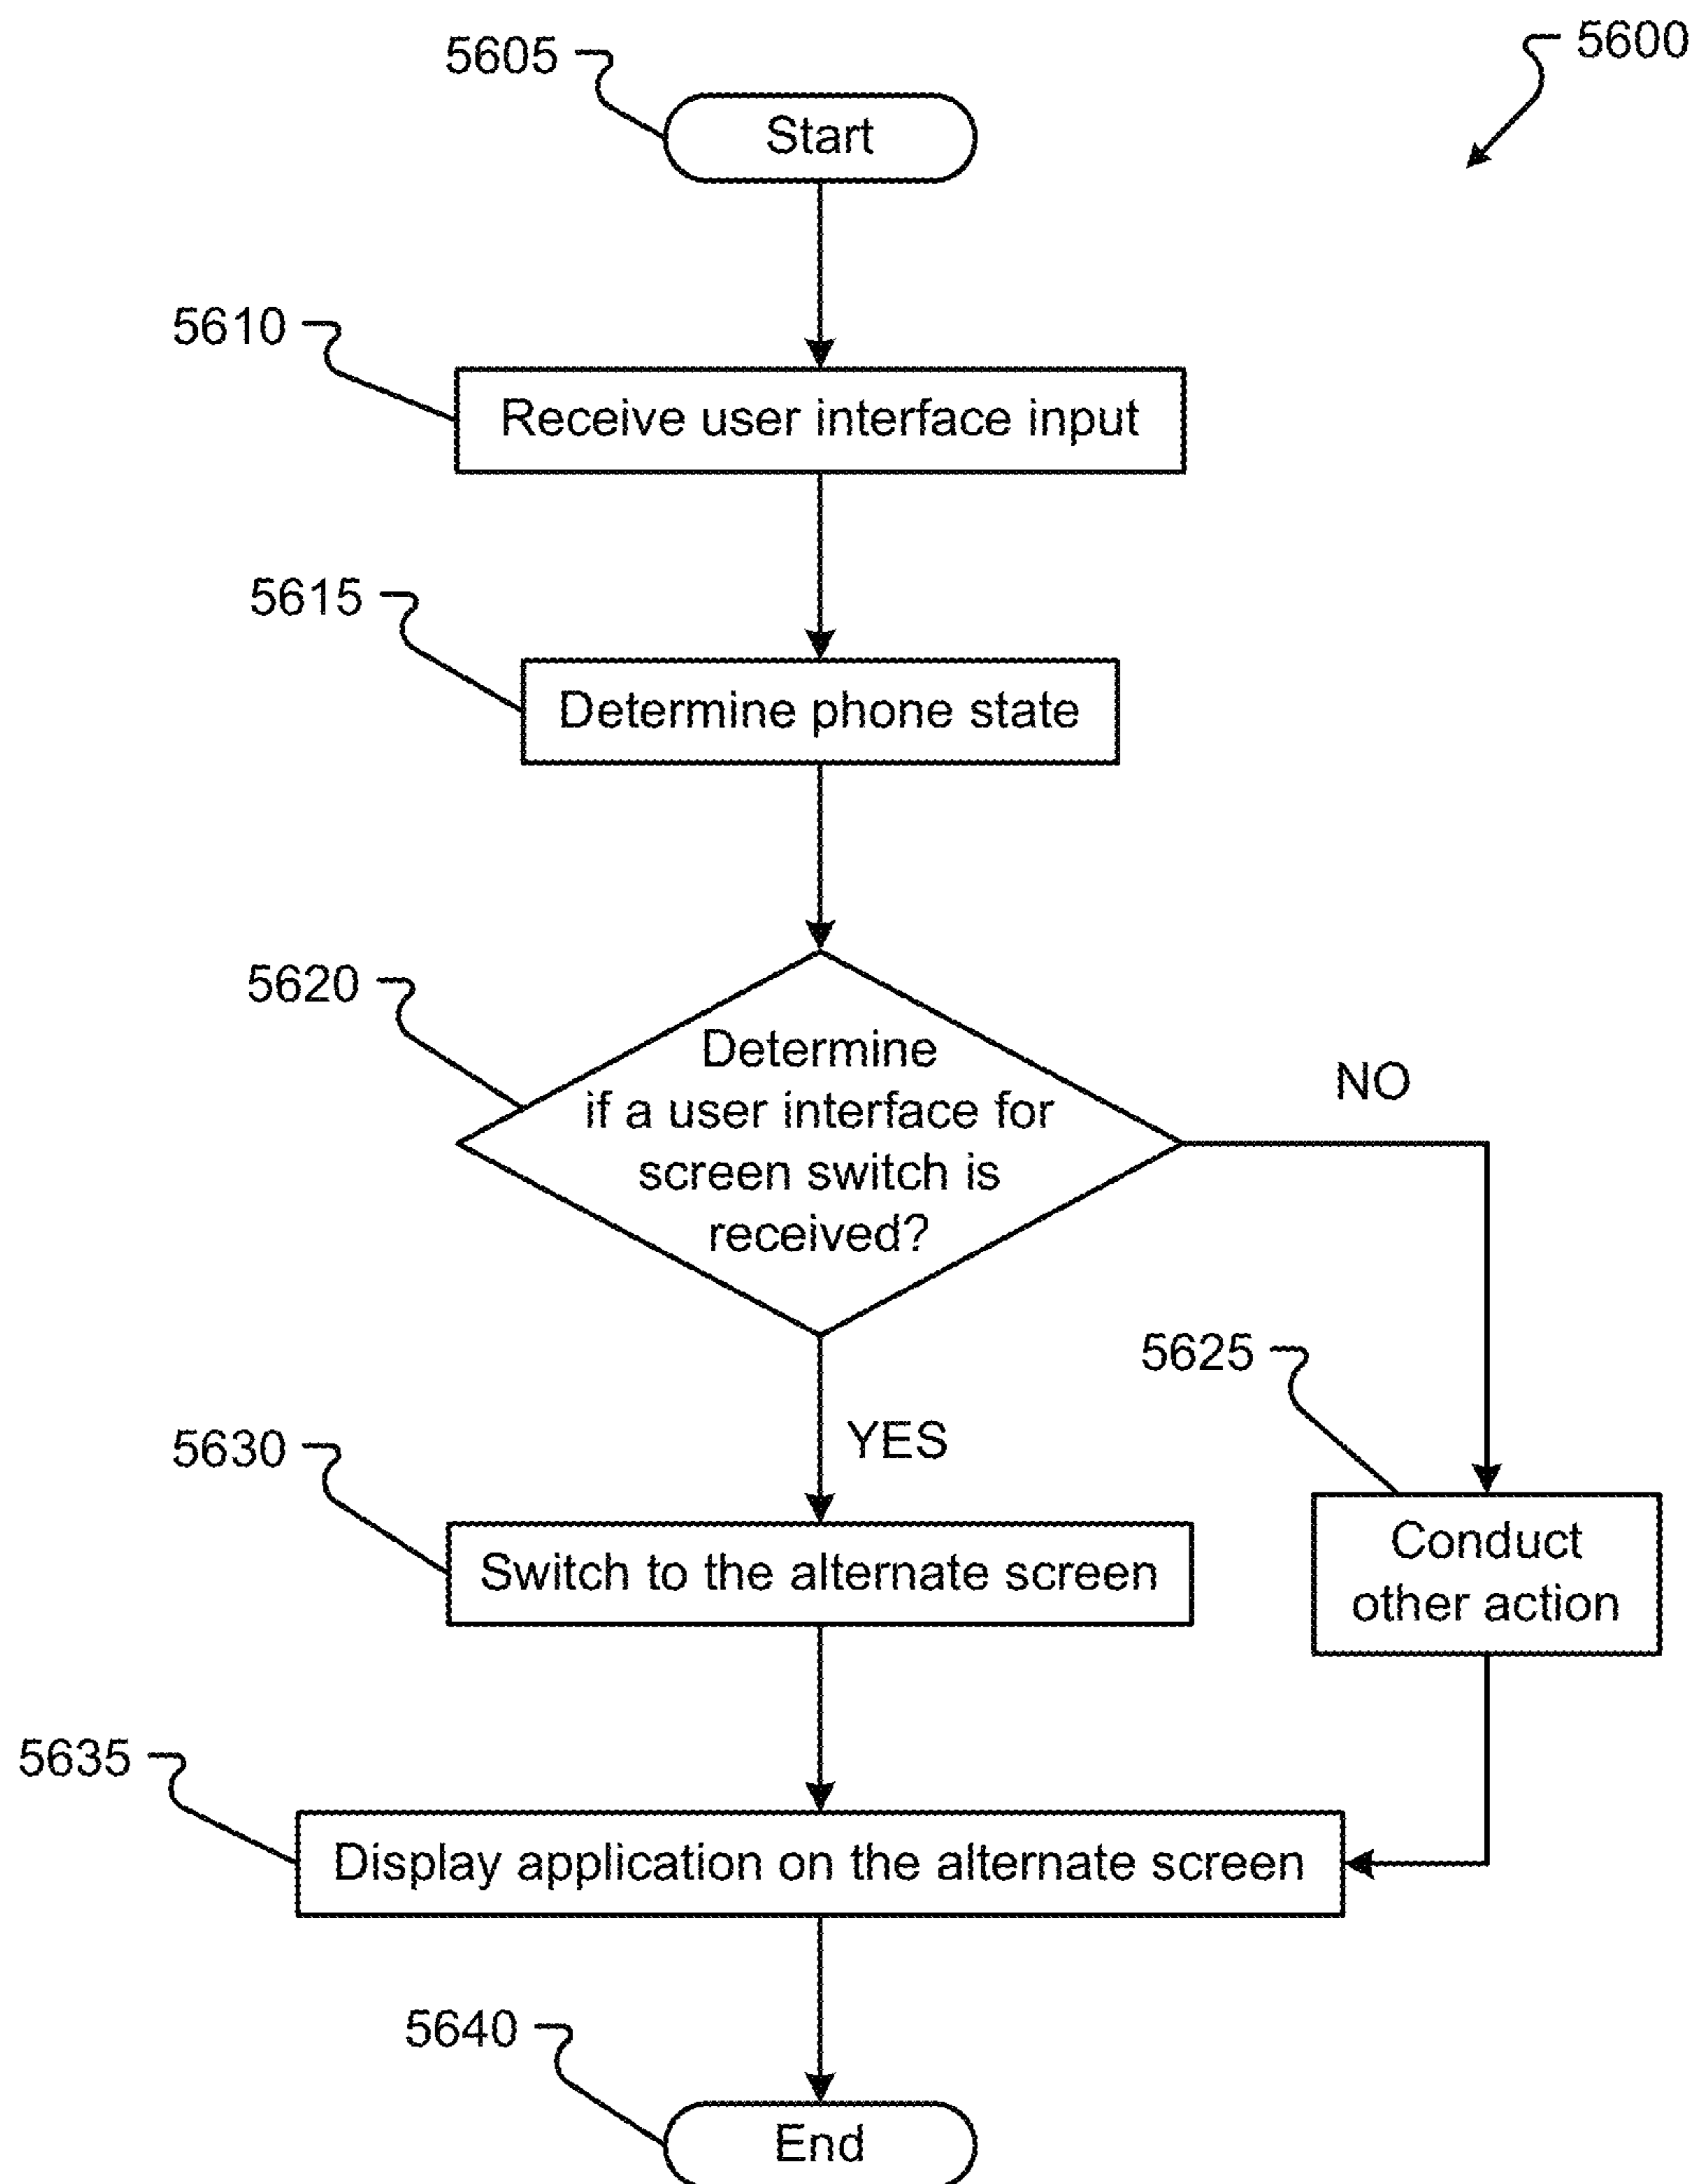 5605
5600
Start
5610
Receive user interface input
5615
Determine phone state
5620
Determine
if a user interface for
screen switch is
received?
NO
5625
YES
5630
Switch to the alternate screen
Conduct
other action
5635
Display application on the alternate screen
5640
End